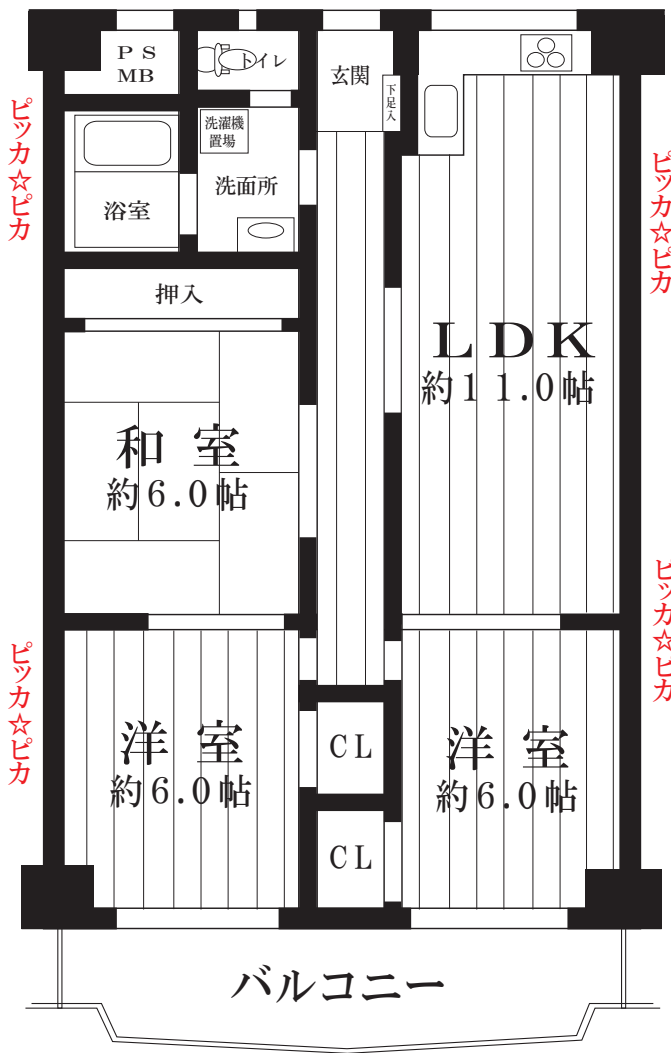 P S
MB
トイレ
玄関
下足入
洗濯機
置場
洗面所
浴室
ピッカ☆ピカ
ピッカ☆ピカ
押入
LDK
約11.0帖
和室
約6.0帖
ピッカ☆ピカ
ピッカ☆ピカ
洋室
約6.0帖
CL
洋室
約6.0帖
CL
バルコニー